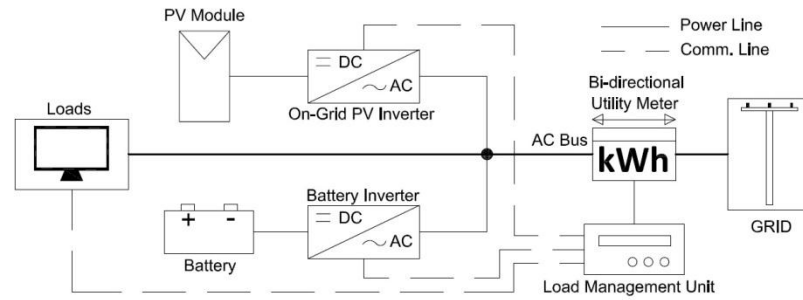 PV Module
Power Line
Comm. Line
DC
AC
On-Grid PV Inverter
Bi-directional
Utility Meter
Loads
AC Bus
kWh
Battery Inverter
DC
AC
+ -
Battery
GRID
Load Management Unit